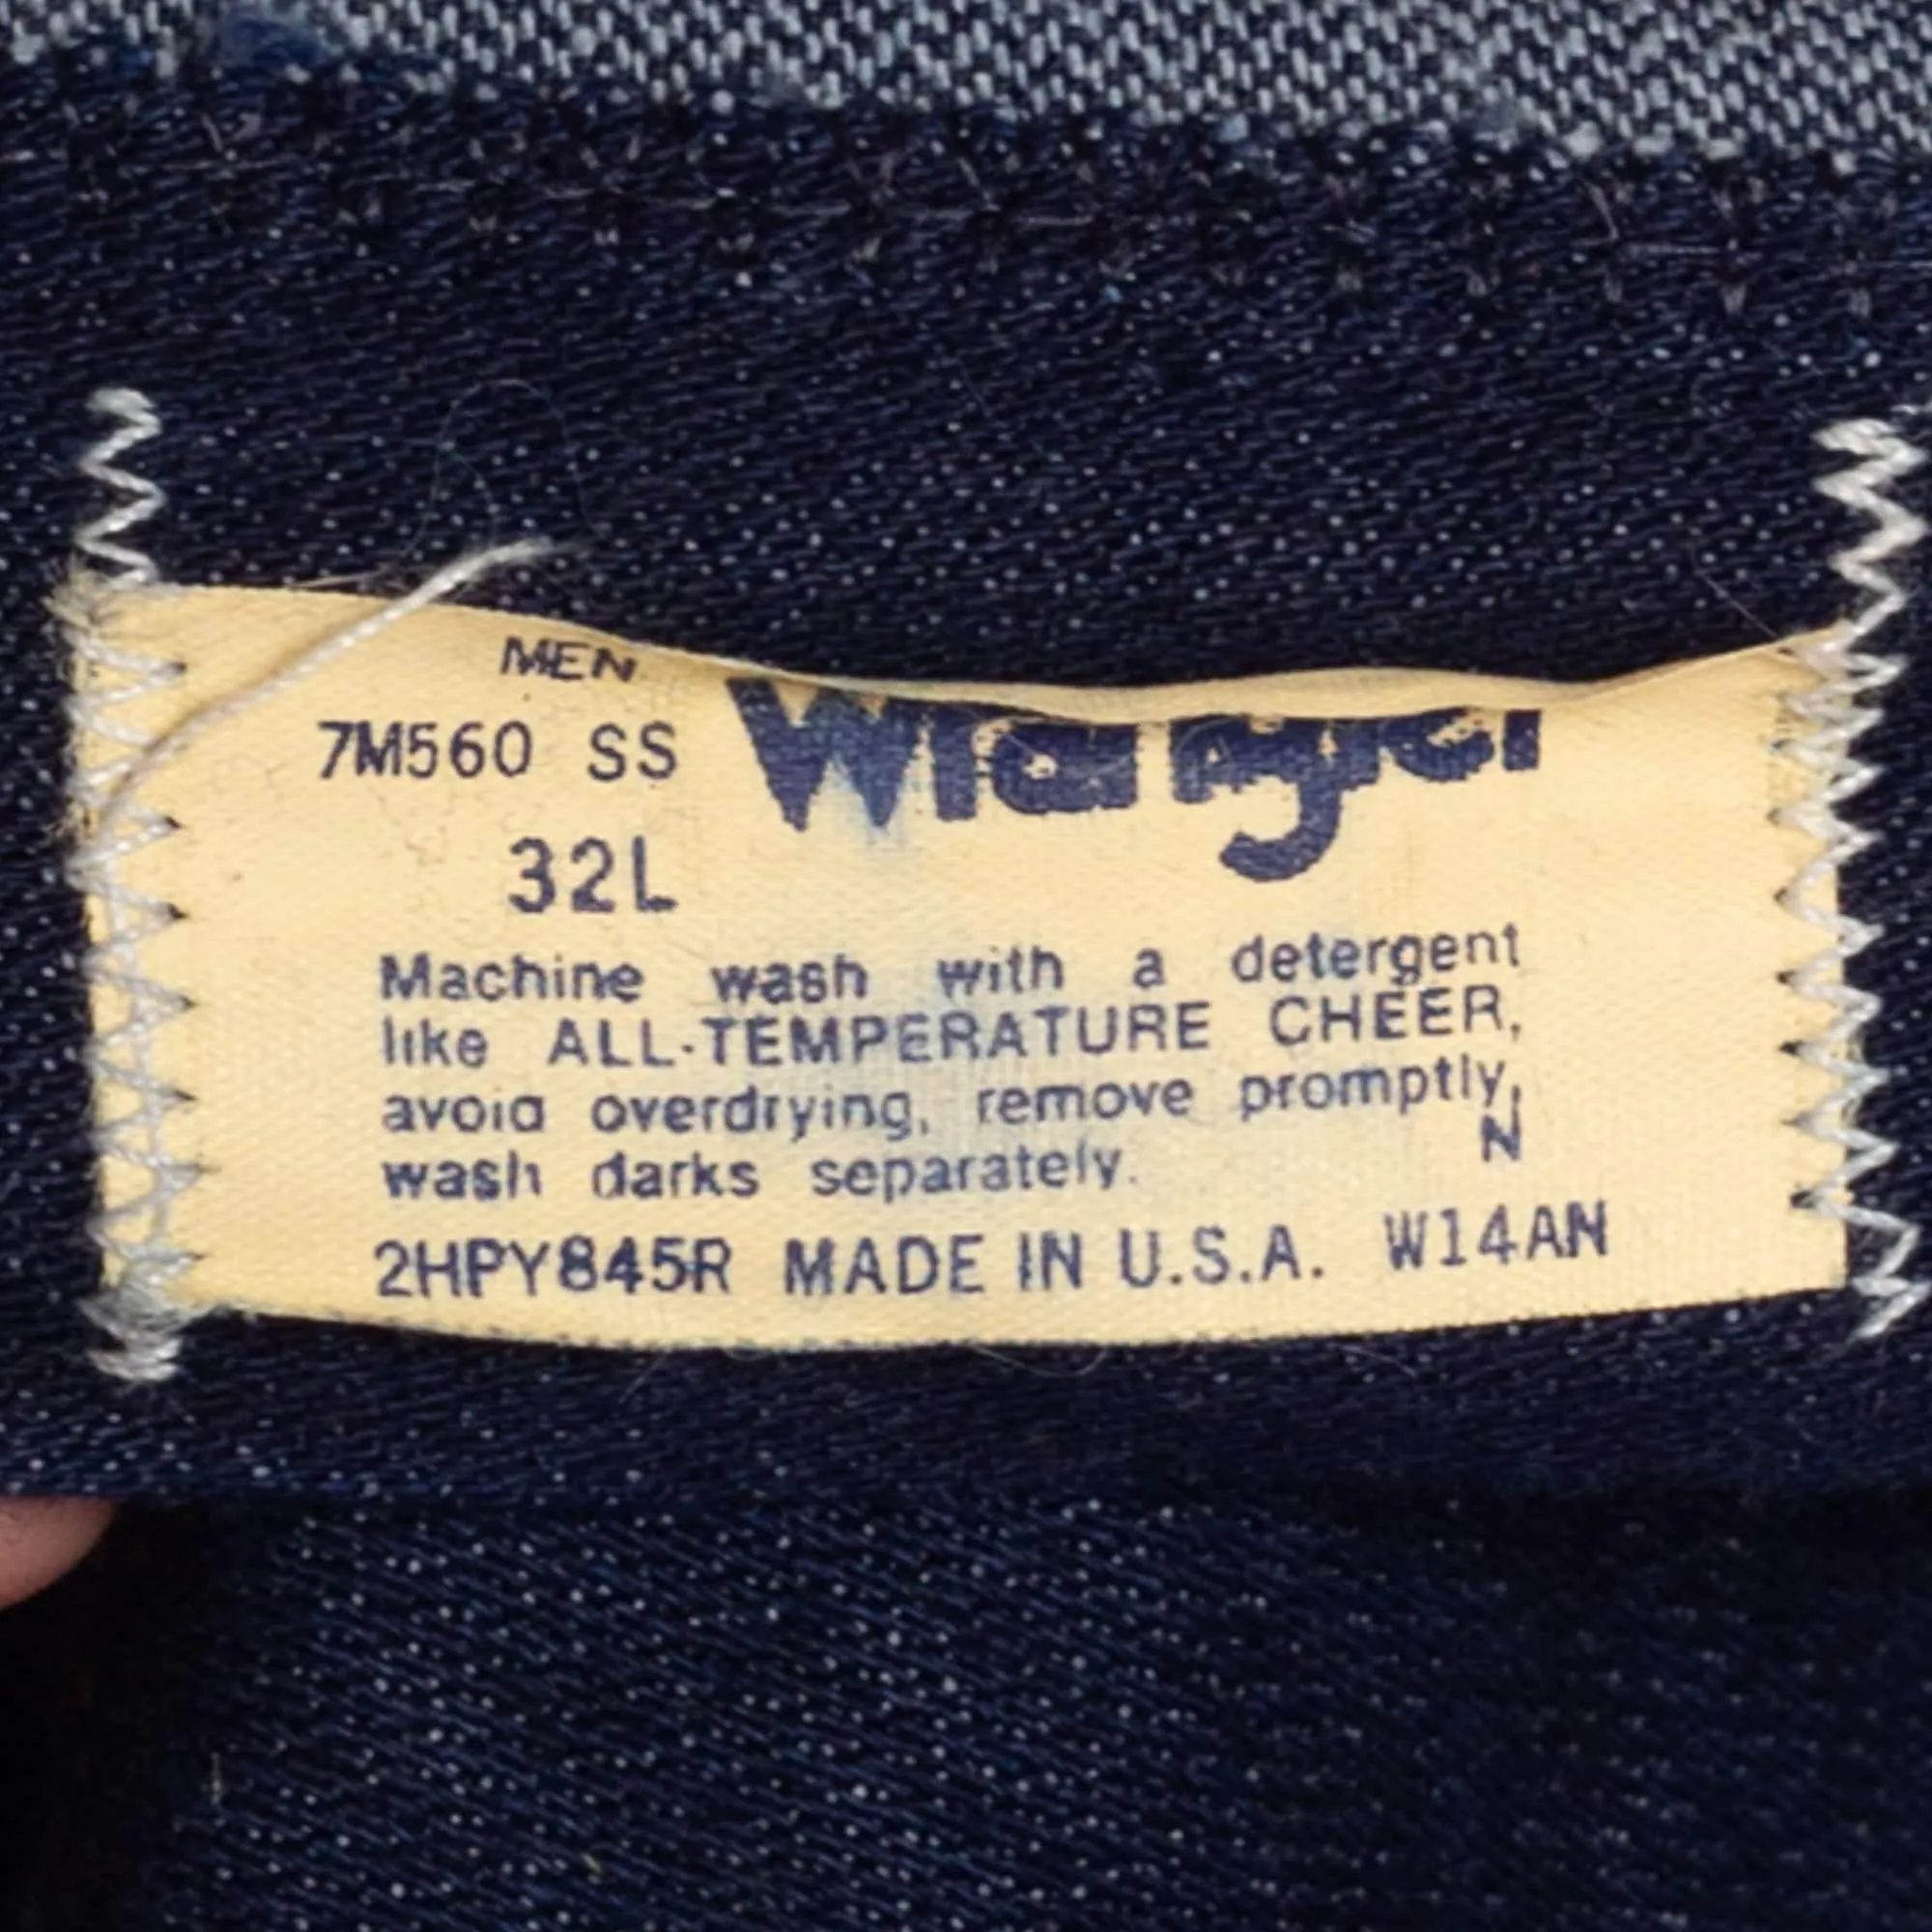 MEN
7M560 SS Wrangler
32L
Machine wash with a detergent
like ALL-TEMPERATURE CHEER,
avoid overdrying, remove promptly,
wash darks separately. N
2HPY845R MADE IN U.S.A. W14AN